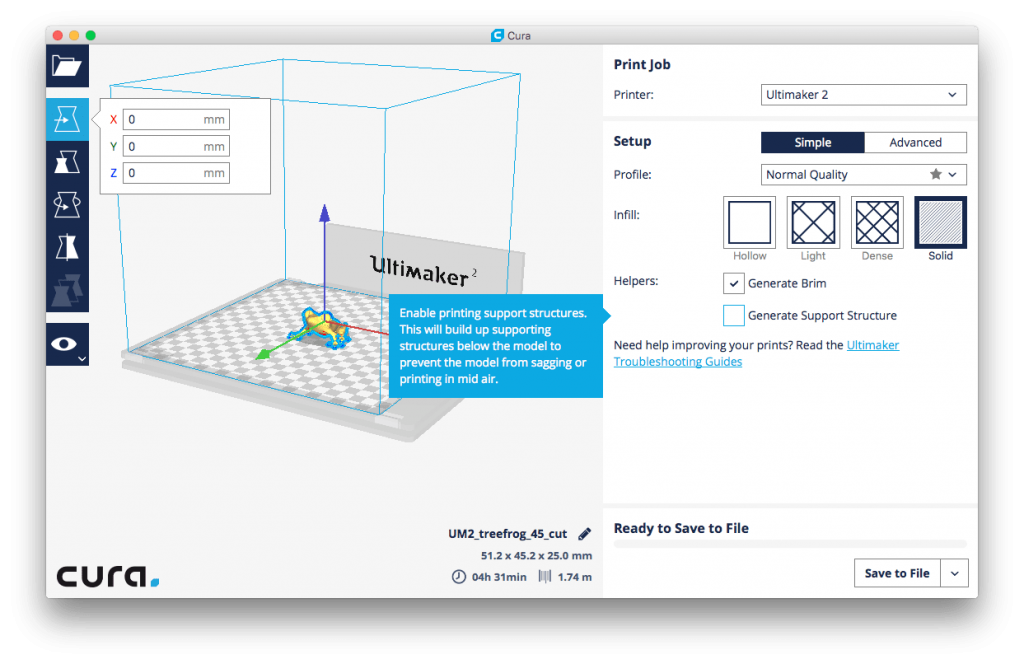 Cura
X 0 mm
Y 0 mm
Z 0 mm
Ultimaker 2
Enable printing support structures.
This will build up supporting
structures below the model to
prevent the model from sagging or
printing in mid air.
UM2_treefrog_45_cut
51.2 x 45.2 x 25.0 mm
04h 31min 1.74 m
cura.
Print Job
Printer: Ultimaker 2
Setup Simple Advanced
Profile: Normal Quality
Infill:
Hollow Light Dense Solid
Helpers: Generate Brim
Generate Support Structure
Need help improving your prints? Read the Ultimaker
Troubleshooting Guides
Ready to Save to File
Save to File